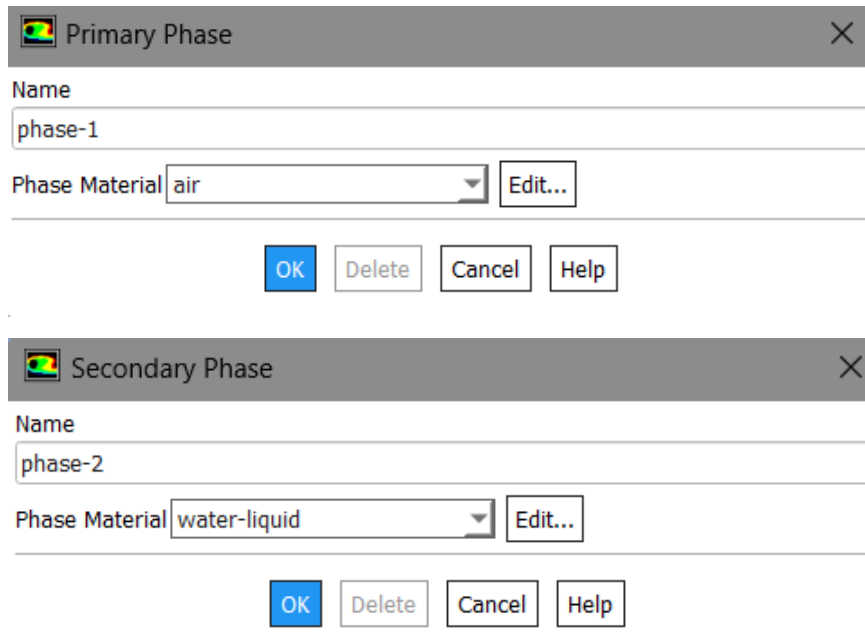 Primary Phase
Name
phase-1
Phase Material air Edit...
OK Delete Cancel Help
Secondary Phase
Name
phase-2
Phase Material water-liquid Edit...
OK Delete Cancel Help